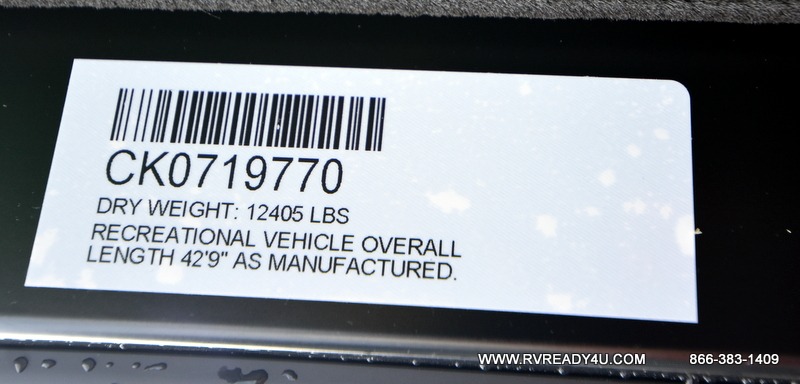 CK0719770
DRY WEIGHT: 12405 LBS
RECREATIONAL VEHICLE OVERALL
LENGTH 42'9" AS MANUFACTURED.
WWW.RVREADY4U.COM 866-383-1409